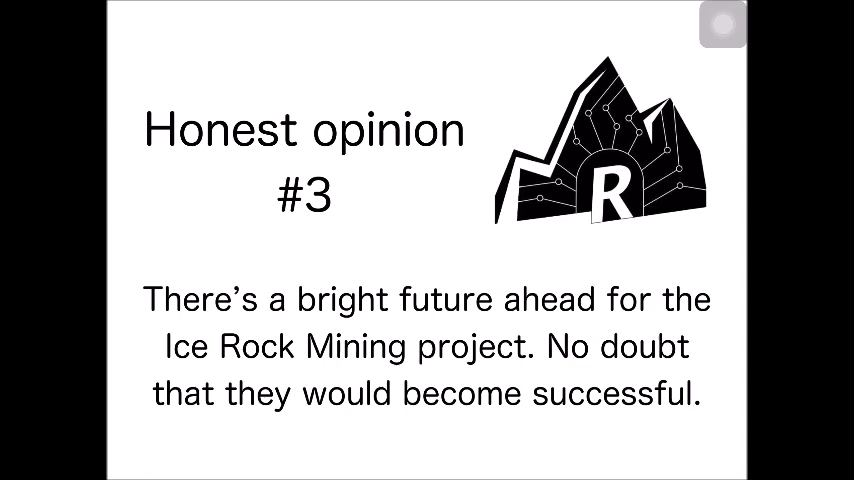 Honest opinion
#3
R
There's a bright future ahead for the
Ice Rock Mining project. No doubt
that they would become successful.